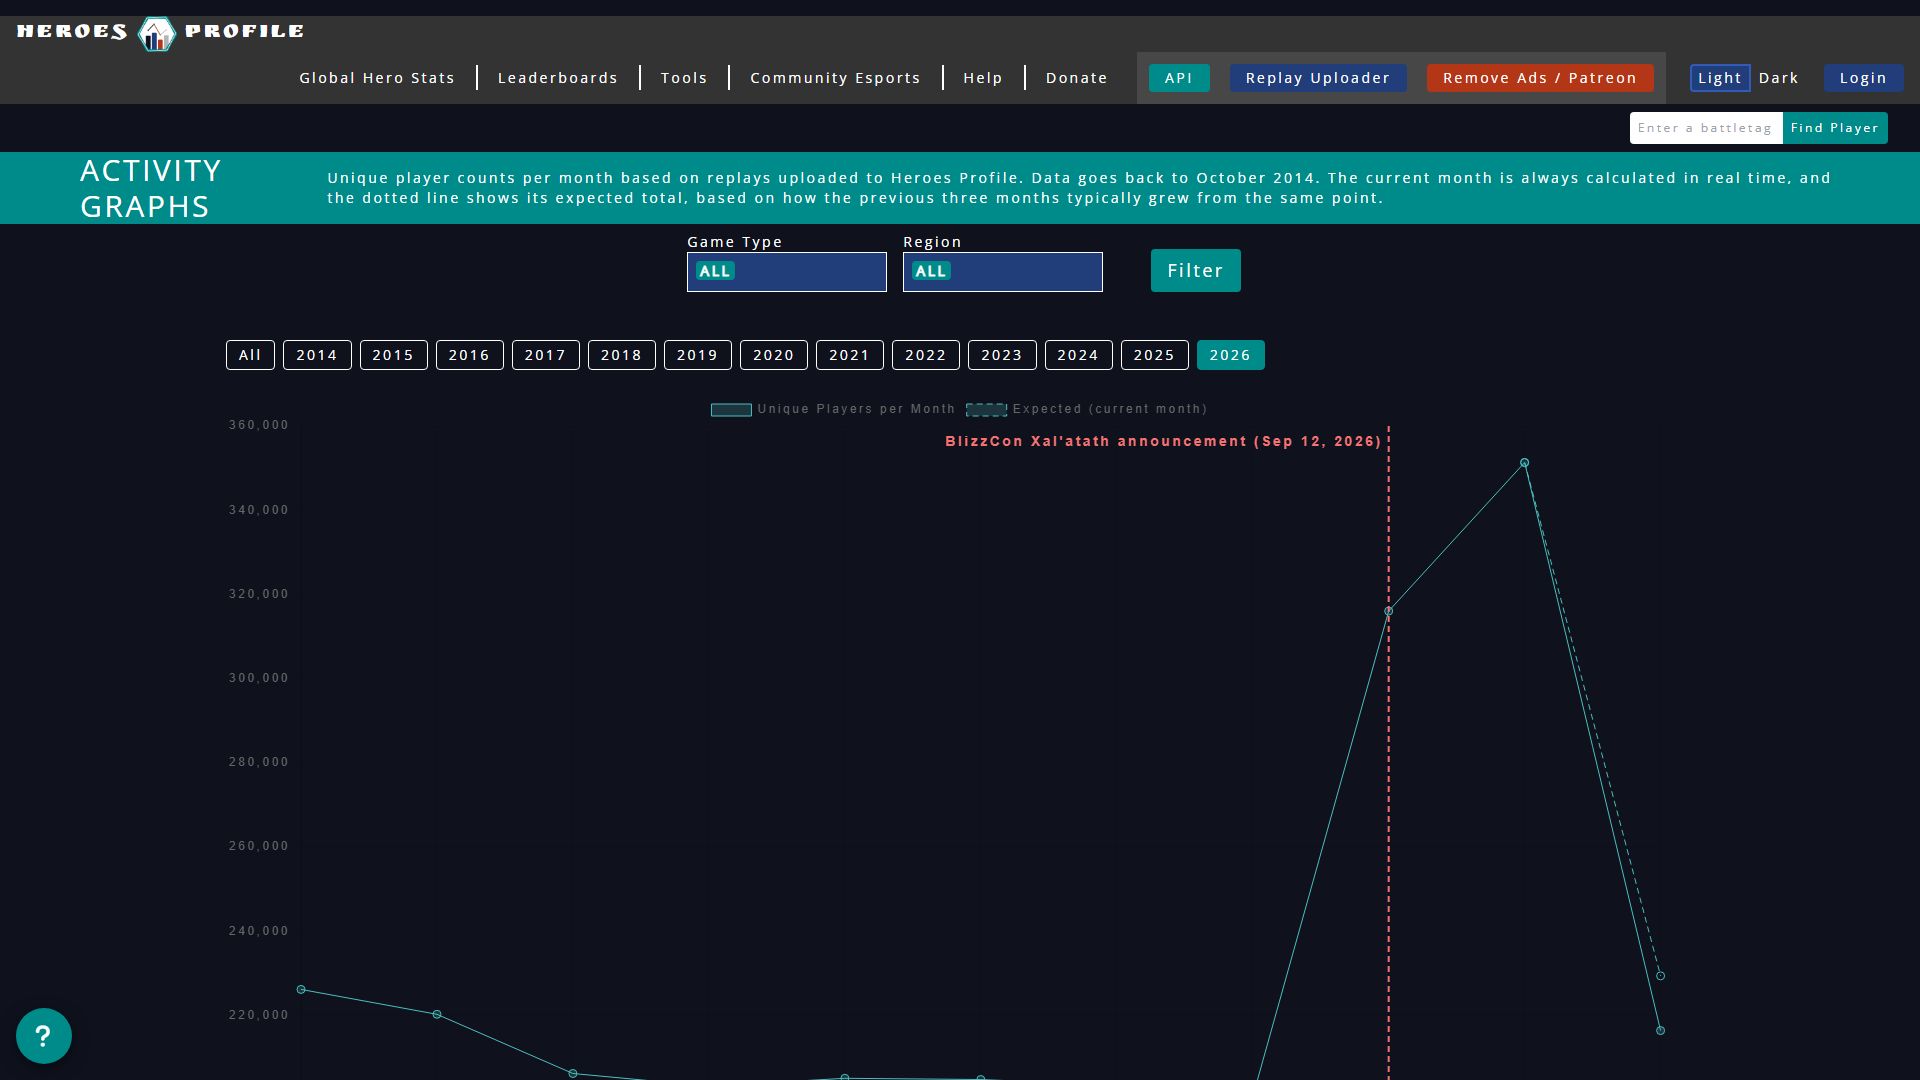 HEROES PROFILE
Global Hero Stats
Leaderboards
Tools
Community Esports
Help
Donate
API
Replay Uploader
Remove Ads / Patreon
Light
Dark
Login
Enter a battletag
Find Player
ACTIVITY
GRAPHS
Unique player counts per month based on replays uploaded to Heroes Profile. Data goes back to October 2014. The current month is always calculated in real time, and
the dotted line shows its expected total, based on how the previous three months typically grew from the same point.
Game Type
Region
ALL
ALL
Filter
All
2014
2015
2016
2017
2018
2019
2020
2021
2022
2023
2024
2025
2026
Unique Players per Month
Expected (current month)
360,000
BlizzCon Xal'atath announcement (Sep 12, 2026)
340,000
320,000
300,000
280,000
260,000
240,000
220,000
?